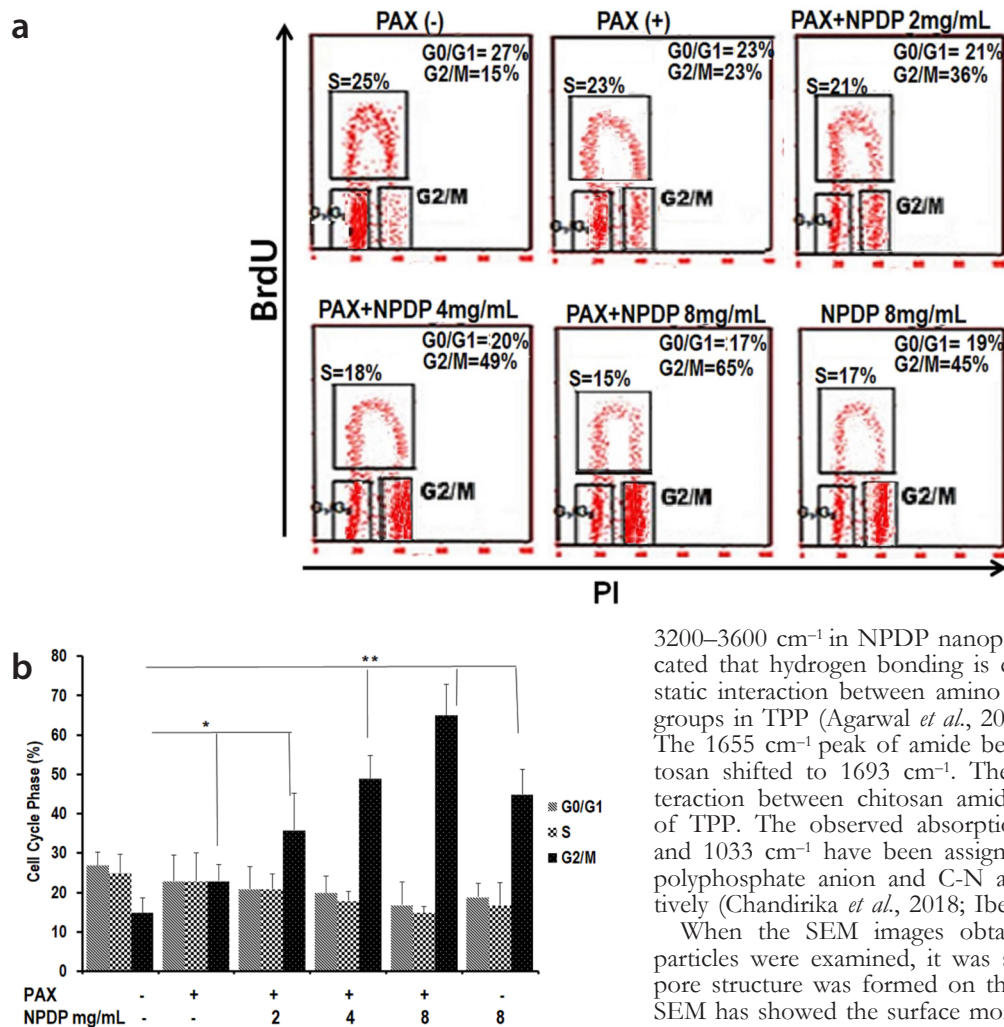 a
PAX (-)
PAX (+)
PAX+NPDP 2mg/mL
G0/G1= 27%
G2/M=15%
S=25%
G2/M
G0/G1= 23%
G2/M=23%
S=23%
G2/M
G0/G1= 21%
G2/M=36%
S=21%
G2/M
BrdU
PAX+NPDP 4mg/mL
PAX+NPDP 8mg/mL
NPDP 8mg/mL
G0/G1=:20%
G2/M=49%
S=18%
G2/M
G0/G1=:17%
G2/M=65%
S=15%
G2/M
G0/G1= 19%
G2/M=45%
S=17%
G2/M
PI
b
80
70
60
50
40
30
20
10
0
Cell Cycle Phase (%)
*
**
G0/G1
S
G2/M
PAX - + + + + -
NPDP mg/mL - - 2 4 8 8
3200–3600 cm−1 in NPDP nanop
cated that hydrogen bonding is
static interaction between amino
groups in TPP (Agarwal et al., 20
The 1655 cm−1 peak of amide be
tosan shifted to 1693 cm−1. The
teraction between chitosan amid
of TPP. The observed absorptio
and 1033 cm−1 have been assign
polyphosphate anion and C-N a
tively (Chandirika et al., 2018; Ibe
When the SEM images obta
particles were examined, it was s
pore structure was formed on th
SEM has showed the surface mo